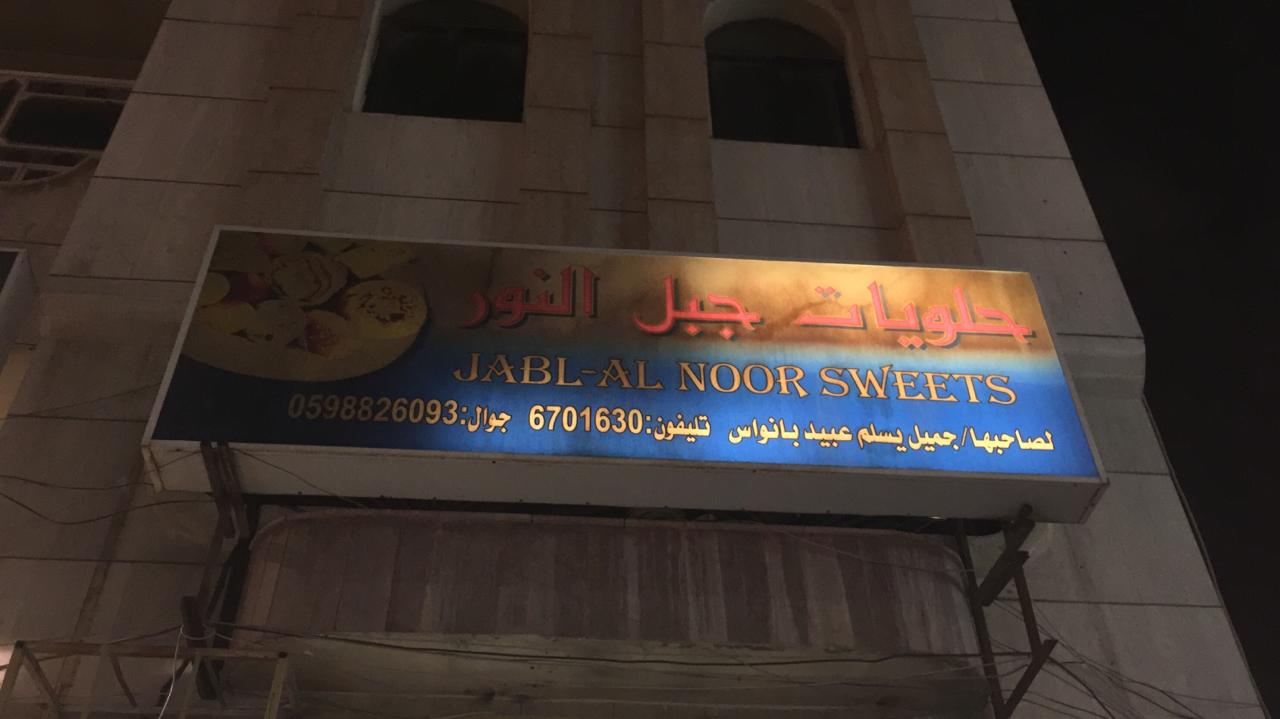 حلويات جبل النور
JABL-AL NOOR SWEETS
لصاحبها/جميل يسلم عبيد بانواس تليفون:6701630 جوال:0598826093